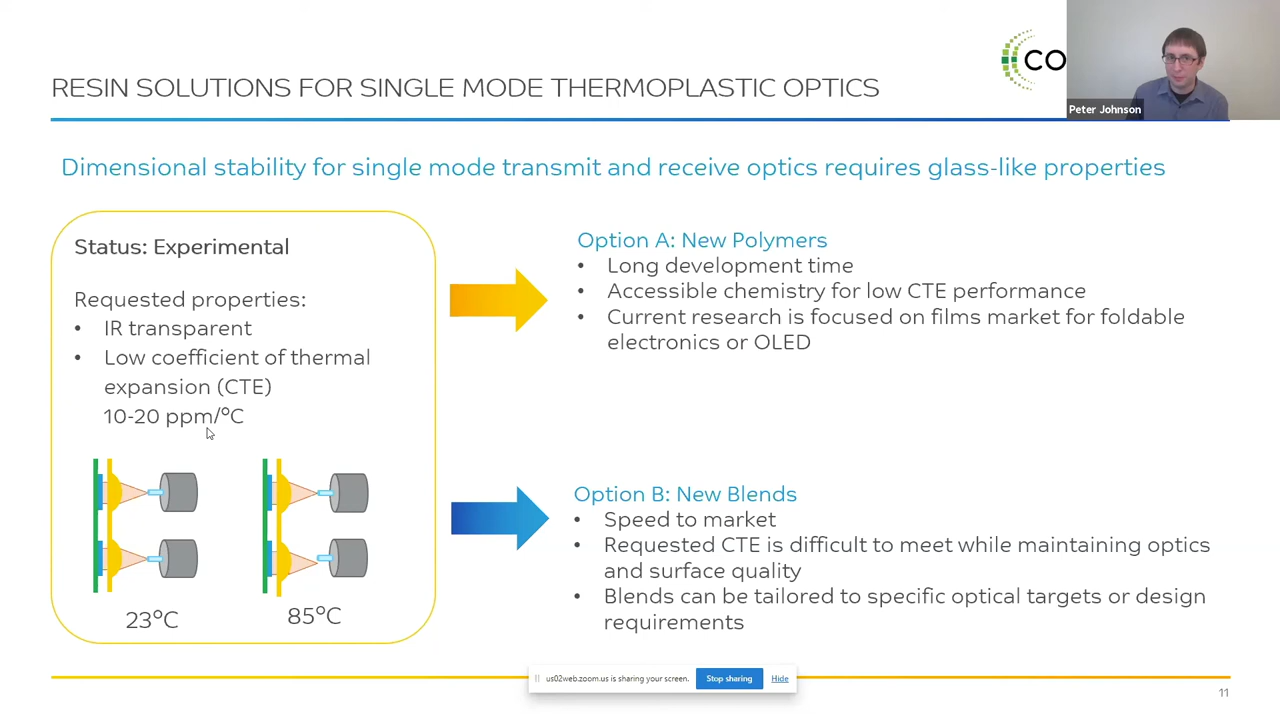 CO
Peter Johnson
RESIN SOLUTIONS FOR SINGLE MODE THERMOPLASTIC OPTICS
Dimensional stability for single mode transmit and receive optics requires glass-like properties
Status: Experimental
Requested properties:
• IR transparent
• Low coefficient of thermal
expansion (CTE)
10-20 ppm/°C
23°C
85°C
Option A: New Polymers
• Long development time
• Accessible chemistry for low CTE performance
• Current research is focused on films market for foldable
electronics or OLED
Option B: New Blends
• Speed to market
• Requested CTE is difficult to meet while maintaining optics
and surface quality
• Blends can be tailored to specific optical targets or design
requirements
us02web.zoom.us is sharing your screen.
Stop sharing
Hide
11